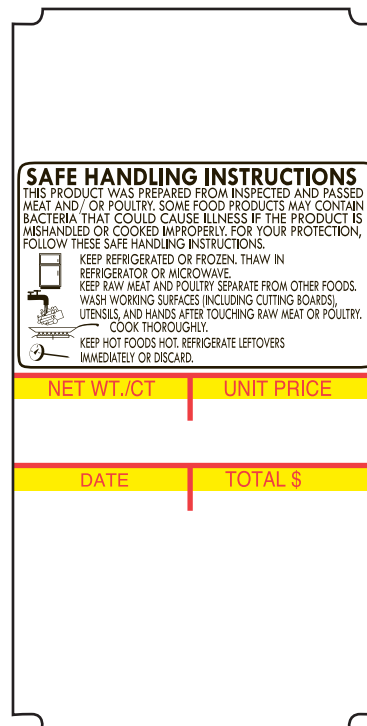 SAFE HANDLING INSTRUCTIONS
THIS PRODUCT WAS PREPARED FROM INSPECTED AND PASSED
MEAT AND/ OR POULTRY. SOME FOOD PRODUCTS MAY CONTAIN
BACTERIA THAT COULD CAUSE ILLNESS IF THE PRODUCT IS
MISHANDLED OR COOKED IMPROPERLY. FOR YOUR PROTECTION,
FOLLOW THESE SAFE HANDLING INSTRUCTIONS.
KEEP REFRIGERATED OR FROZEN. THAW IN
REFRIGERATOR OR MICROWAVE.
KEEP RAW MEAT AND POULTRY SEPARATE FROM OTHER FOODS.
WASH WORKING SURFACES (INCLUDING CUTTING BOARDS),
UTENSILS, AND HANDS AFTER TOUCHING RAW MEAT OR POULTRY.
COOK THOROUGHLY.
KEEP HOT FOODS HOT. REFRIGERATE LEFTOVERS
IMMEDIATELY OR DISCARD.
NET WT./CT UNIT PRICE
DATE TOTAL $